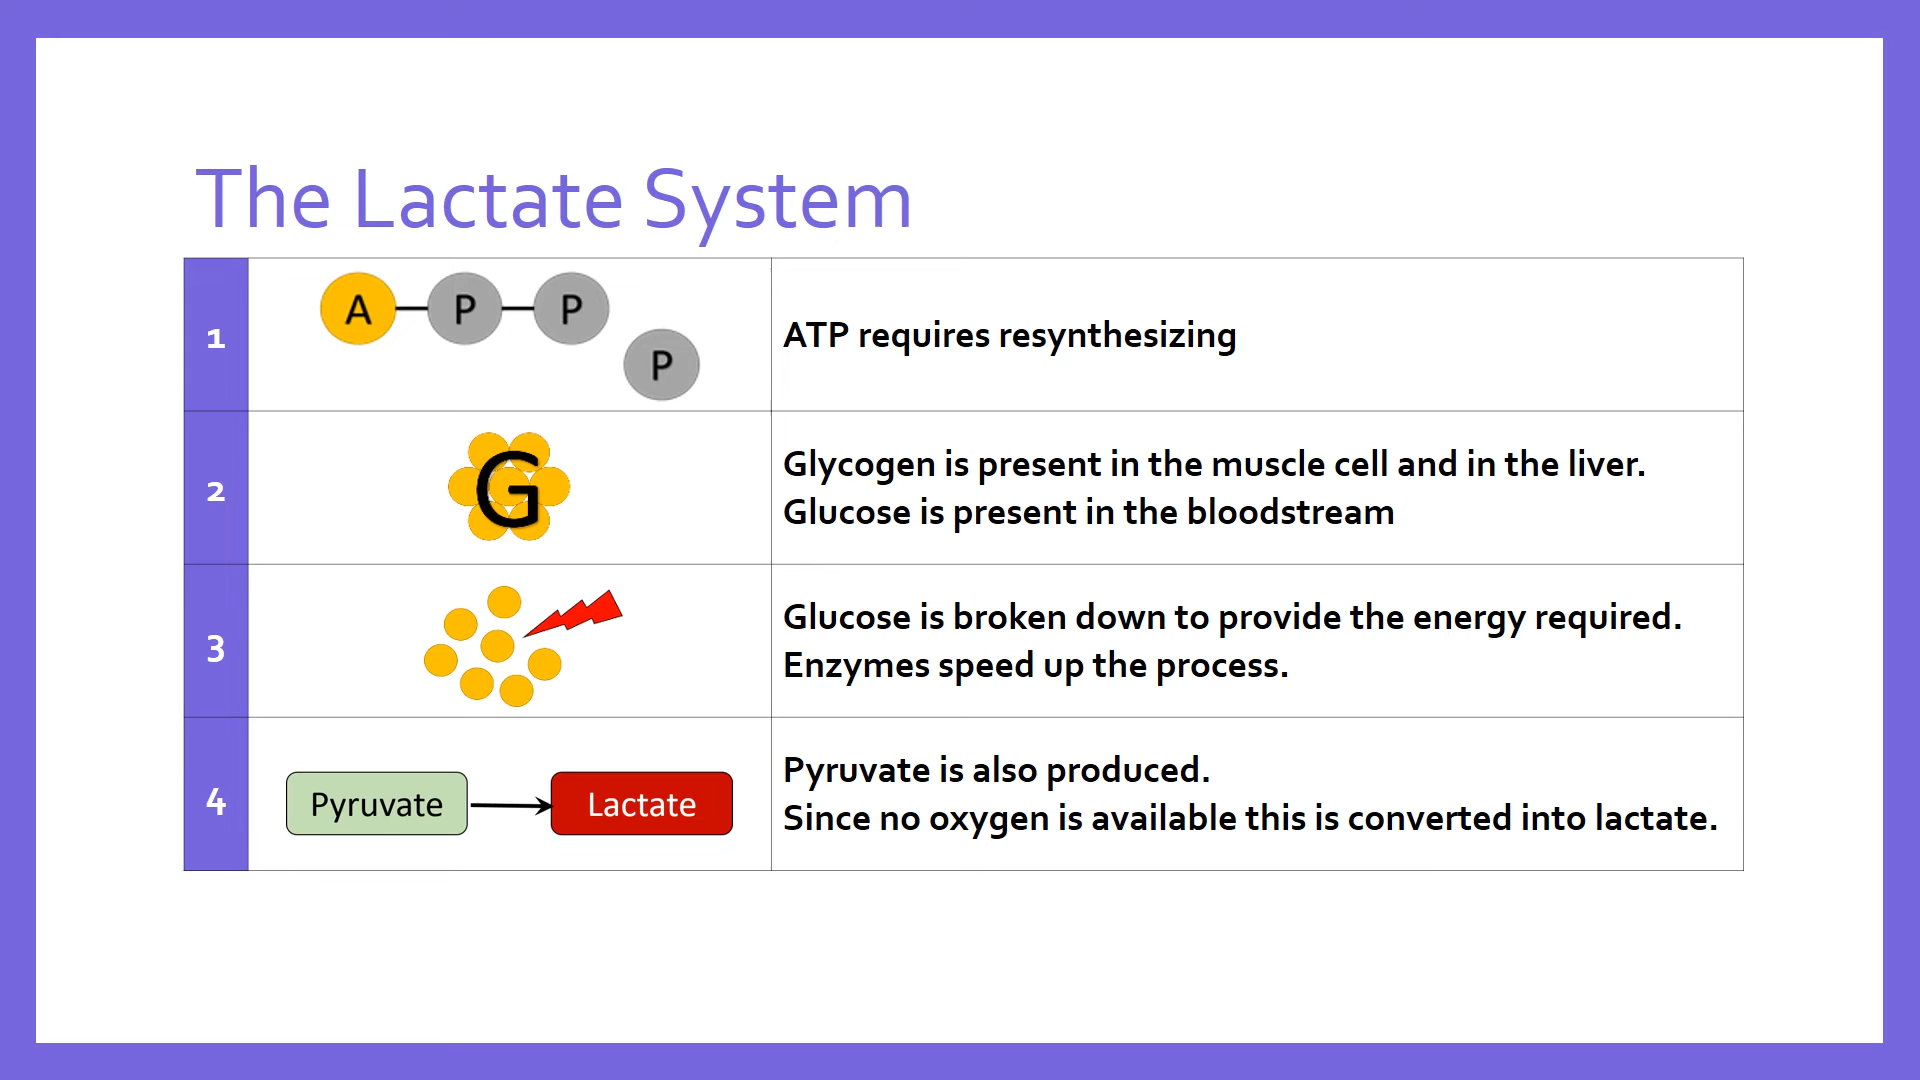 The Lactate System
1
A P P
P
ATP requires resynthesizing
2
G
Glycogen is present in the muscle cell and in the liver.
Glucose is present in the bloodstream
3
Glucose is broken down to provide the energy required.
Enzymes speed up the process.
4
Pyruvate Lactate
Pyruvate is also produced.
Since no oxygen is available this is converted into lactate.